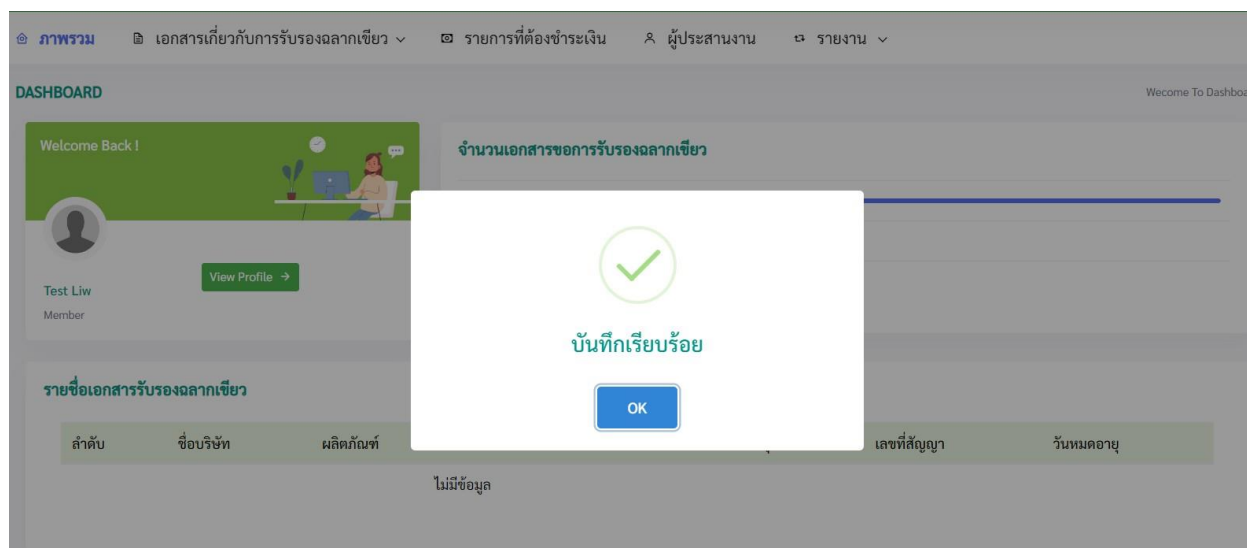 ภาพรวม เอกสารเกี่ยวกับการรับรองฉลากเขียว รายการที่ต้องชำระเงิน ผู้ประสานงาน รายงาน
DASHBOARD
Wecome To Dashboa
Welcome Back !
จำนวนเอกสารขอการรับรองฉลากเขียว
View Profile →
Test Liw
Member
บันทึกเรียบร้อย
OK
รายชื่อเอกสารรับรองฉลากเขียว
ลำดับ ชื่อบริษัท ผลิตภัณฑ์ เลขที่สัญญา วันหมดอายุ
ไม่มีข้อมูล